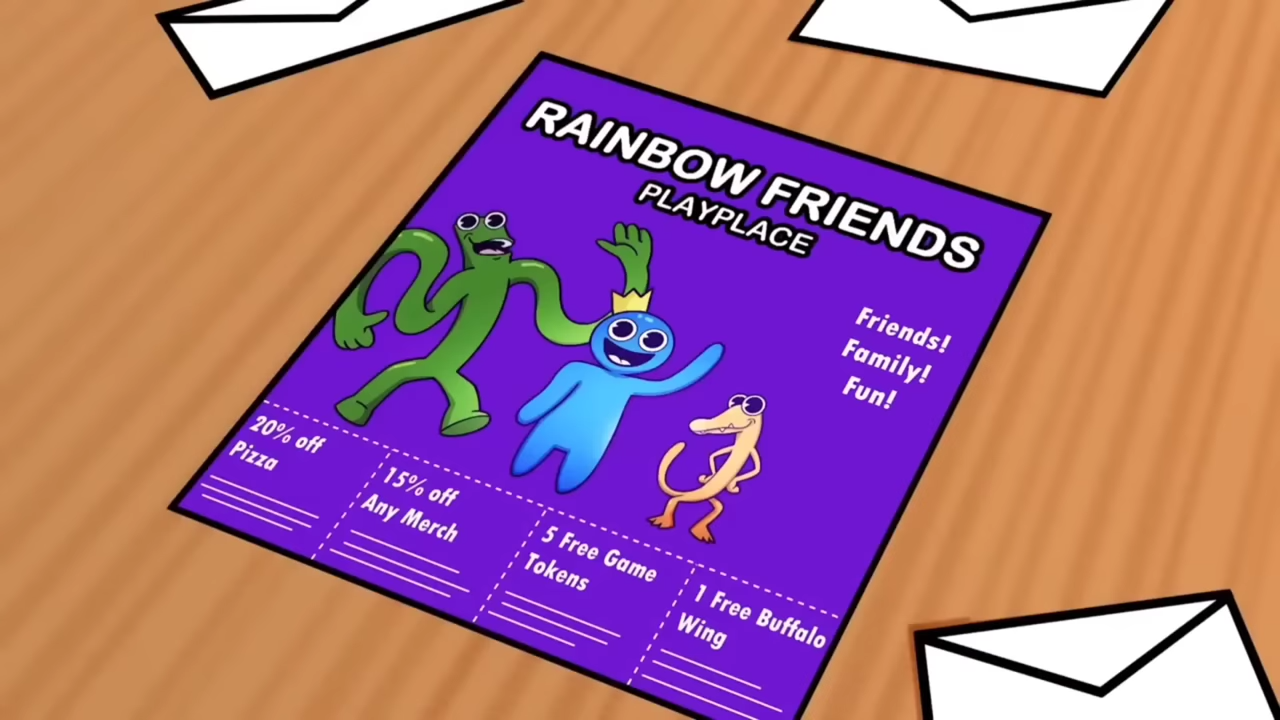 RAINBOW FRIENDS
PLAYPLACE
Friends!
Family!
Fun!
20% off
Pizza
15% off
Any Merch
5 Free Game
Tokens
1 Free Buffalo
Wing